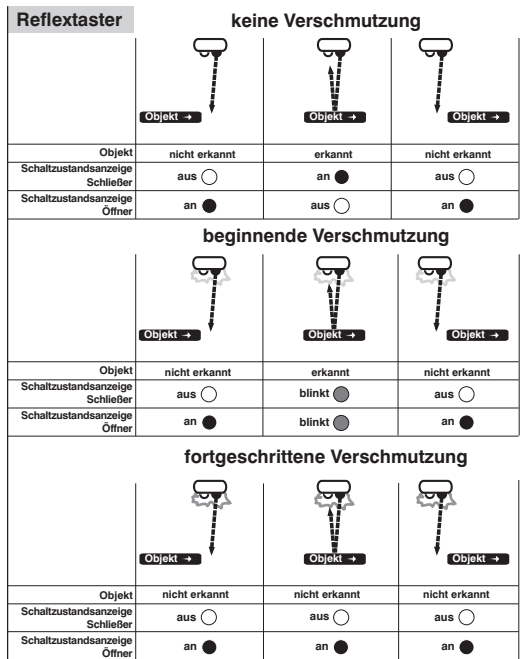 Reflextaster
keine Verschmutzung
Objekt → Objekt → Objekt →
Objekt nicht erkannt erkannt nicht erkannt
Schaltzustandsanzeige
Schließer aus an aus
Schaltzustandsanzeige
Öffner an aus an
beginnende Verschmutzung
Objekt → Objekt → Objekt →
Objekt nicht erkannt erkannt nicht erkannt
Schaltzustandsanzeige
Schließer aus blinkt aus
Schaltzustandsanzeige
Öffner an blinkt an
fortgeschrittene Verschmutzung
Objekt → Objekt → Objekt →
Objekt nicht erkannt nicht erkannt nicht erkannt
Schaltzustandsanzeige
Schließer aus aus aus
Schaltzustandsanzeige
Öffner an an an